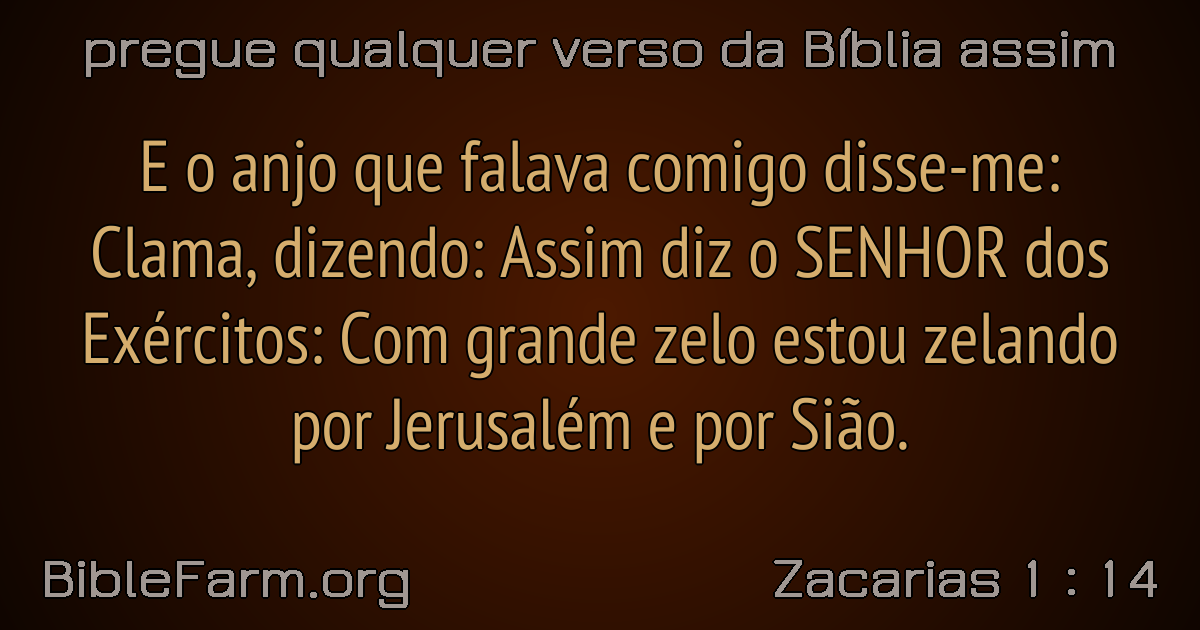 pregue qualquer verso da Bíblia assim
E o anjo que falava comigo disse-me:
Clama, dizendo: Assim diz o SENHOR dos
Exércitos: Com grande zelo estou zelando
por Jerusalém e por Sião.
BibleFarm.org
Zacarias 1 : 14